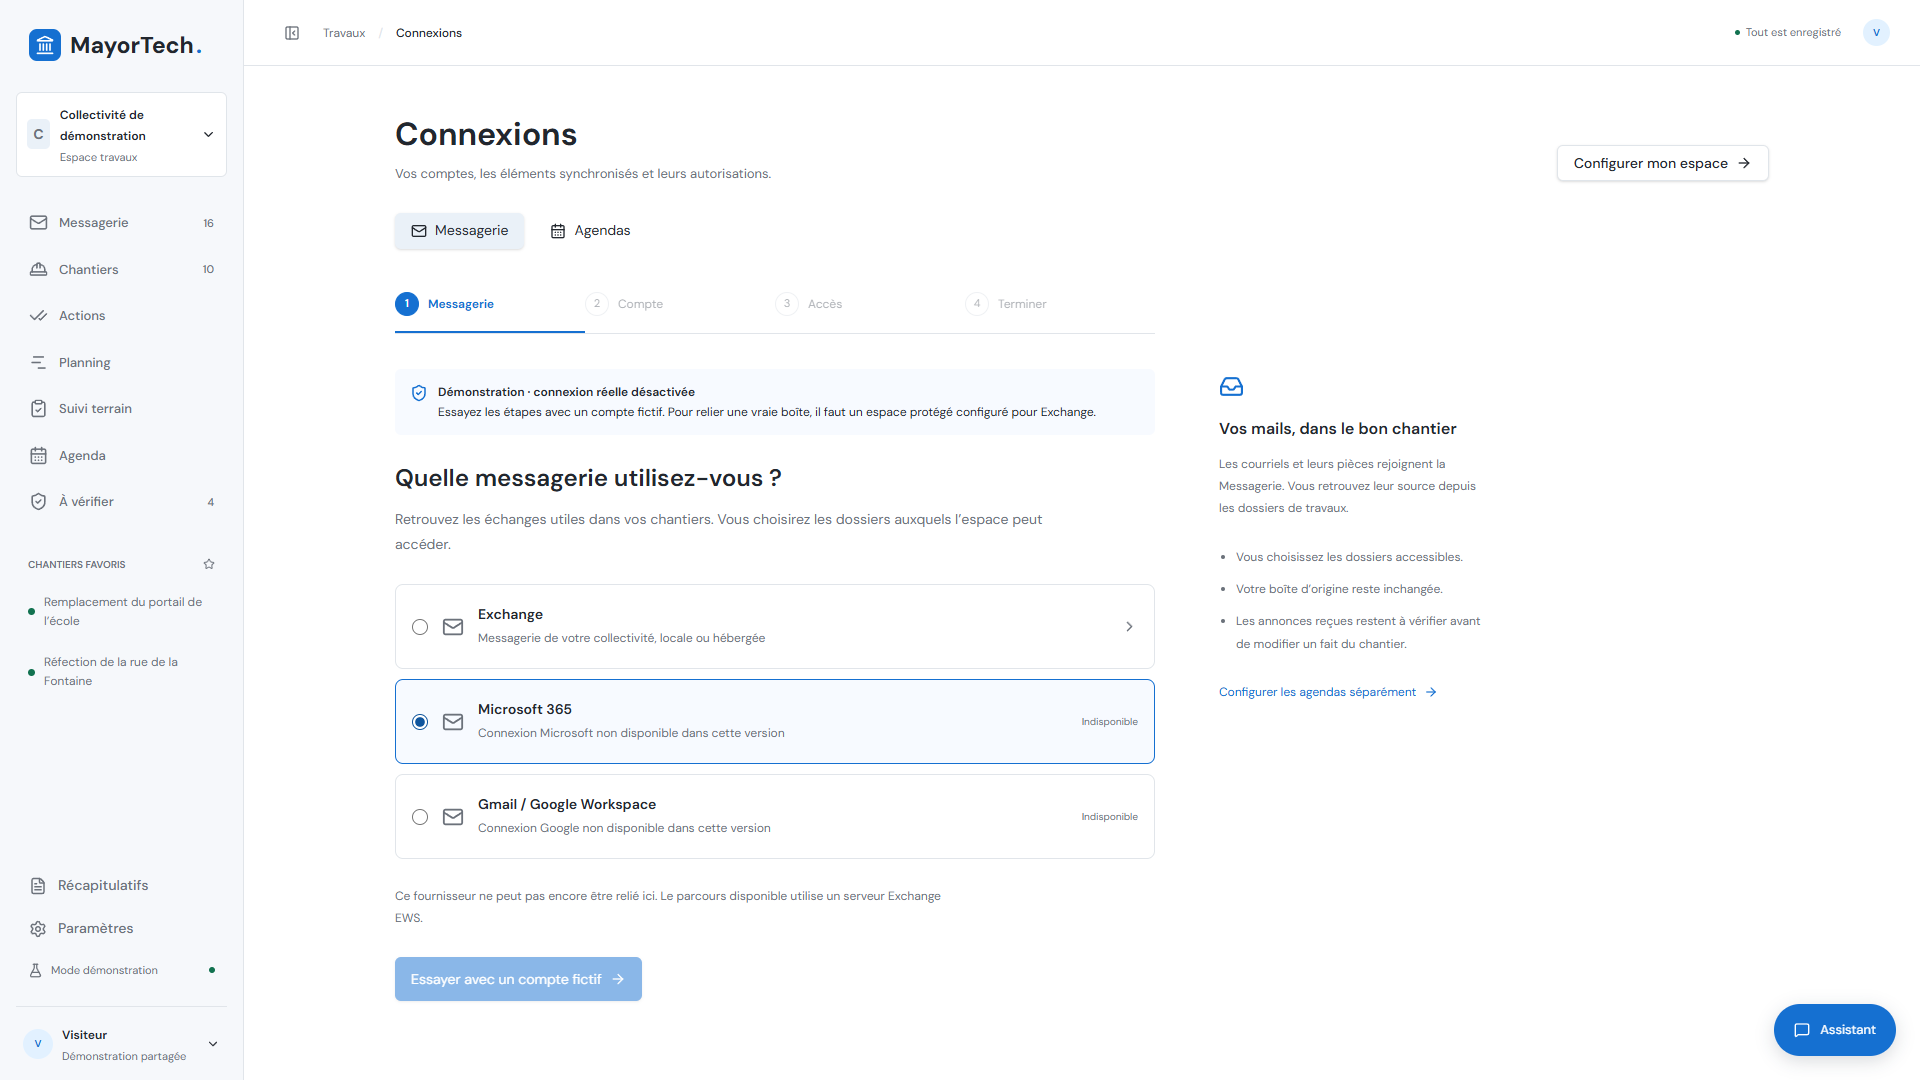 MayorTech.
C
Collectivité de
démonstration
Espace travaux
Messagerie 16
Chantiers 10
Actions
Planning
Suivi terrain
Agenda
À vérifier 4
CHANTIERS FAVORIS
Remplacement du portail de
l’école
Réfection de la rue de la
Fontaine
Récapitulatifs
Paramètres
Mode démonstration
V
Visiteur
Démonstration partagée
Travaux / Connexions
Tout est enregistré
V
Connexions
Vos comptes, les éléments synchronisés et leurs autorisations.
Configurer mon espace
Messagerie
Agendas
1 Messagerie
2 Compte
3 Accès
4 Terminer
Démonstration · connexion réelle désactivée
Essayez les étapes avec un compte fictif. Pour relier une vraie boîte, il faut un espace protégé configuré pour Exchange.
Quelle messagerie utilisez-vous ?
Retrouvez les échanges utiles dans vos chantiers. Vous choisirez les dossiers auxquels l’espace peut
accéder.
Exchange
Messagerie de votre collectivité, locale ou hébergée
Microsoft 365
Connexion Microsoft non disponible dans cette version
Indisponible
Gmail / Google Workspace
Connexion Google non disponible dans cette version
Indisponible
Ce fournisseur ne peut pas encore être relié ici. Le parcours disponible utilise un serveur Exchange
EWS.
Essayer avec un compte fictif
Vos mails, dans le bon chantier
Les courriels et leurs pièces rejoignent la
Messagerie. Vous retrouvez leur source depuis
les dossiers de travaux.
• Vous choisissez les dossiers accessibles.
• Votre boîte d’origine reste inchangée.
• Les annonces reçues restent à vérifier avant
de modifier un fait du chantier.
Configurer les agendas séparément
Assistant